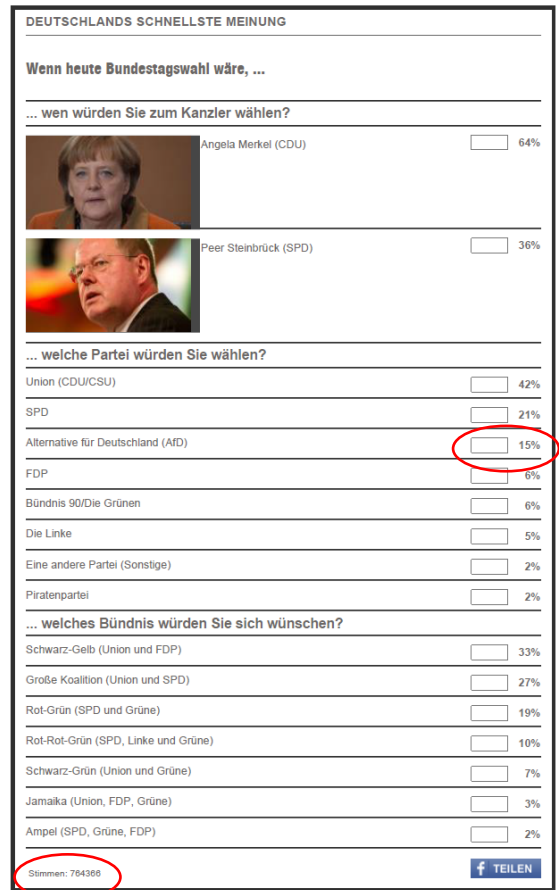 DEUTSCHLANDS SCHNELLSTE MEINUNG
Wenn heute Bundestagswahl wäre, ...
... wen würden Sie zum Kanzler wählen?
Angela Merkel (CDU) 64%
Peer Steinbrück (SPD) 36%
... welche Partei würden Sie wählen?
Union (CDU/CSU) 42%
SPD 21%
Alternative für Deutschland (AfD) 15%
FDP 6%
Bündnis 90/Die Grünen 6%
Die Linke 5%
Eine andere Partei (Sonstige) 2%
Piratenpartei 2%
... welches Bündnis würden Sie sich wünschen?
Schwarz-Gelb (Union und FDP) 33%
Große Koalition (Union und SPD) 27%
Rot-Grün (SPD und Grüne) 19%
Rot-Rot-Grün (SPD, Linke und Grüne) 10%
Schwarz-Grün (Union und Grüne) 7%
Jamaika (Union, FDP, Grüne) 3%
Ampel (SPD, Grüne, FDP) 2%
Stimmen: 764366 f TEILEN